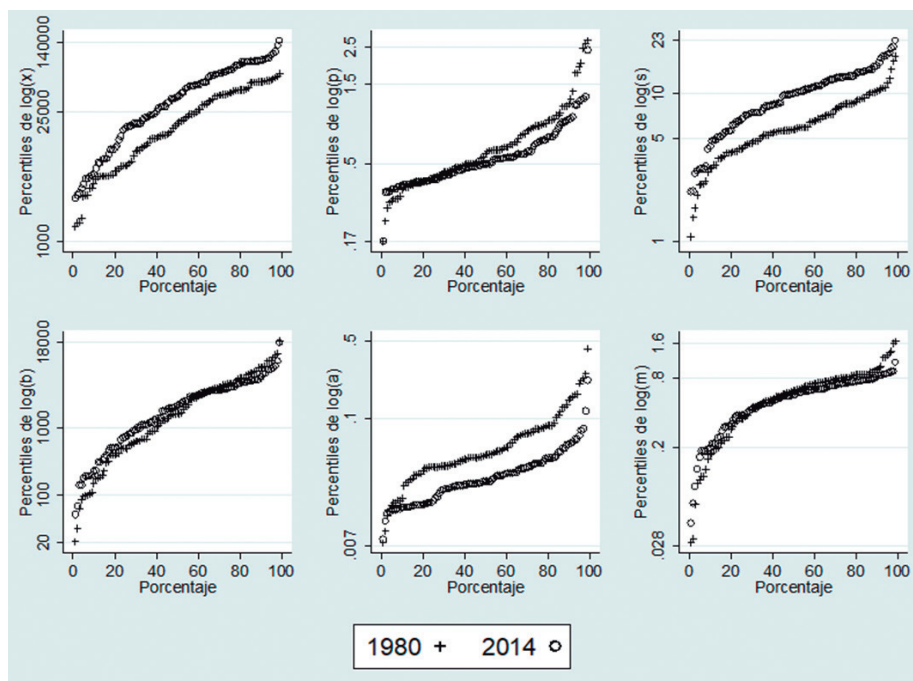 Percentiles de log(x)
140000
25000
1000
0 20 40 60 80 100
Porcentaje
Percentiles de log(p)
2.5
1.5
.5
.17
0 20 40 60 80 100
Porcentaje
Percentiles de log(s)
23
10
5
1
0 20 40 60 80 100
Porcentaje
Percentiles de log(b)
18000
1000
100
20
0 20 40 60 80 100
Porcentaje
Percentiles de log(a)
.5
.1
.007
0 20 40 60 80 100
Porcentaje
Percentiles de log(m)
1.6
.8
.2
.028
0 20 40 60 80 100
Porcentaje
1980 + 2014 o